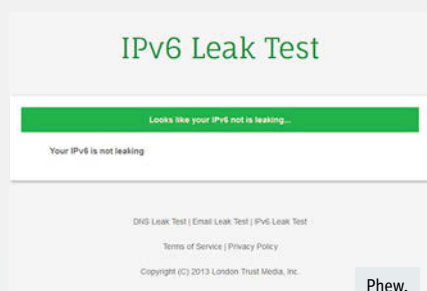 IPv6 Leak Test
Looks like your IPv6 not is leaking...
Your IPv6 is not leaking
DNS Leak Test | Email Leak Test | IPv6 Leak Test
Terms of Service | Privacy Policy
Copyright (C) 2013 London Trust Media, Inc.
Phew.